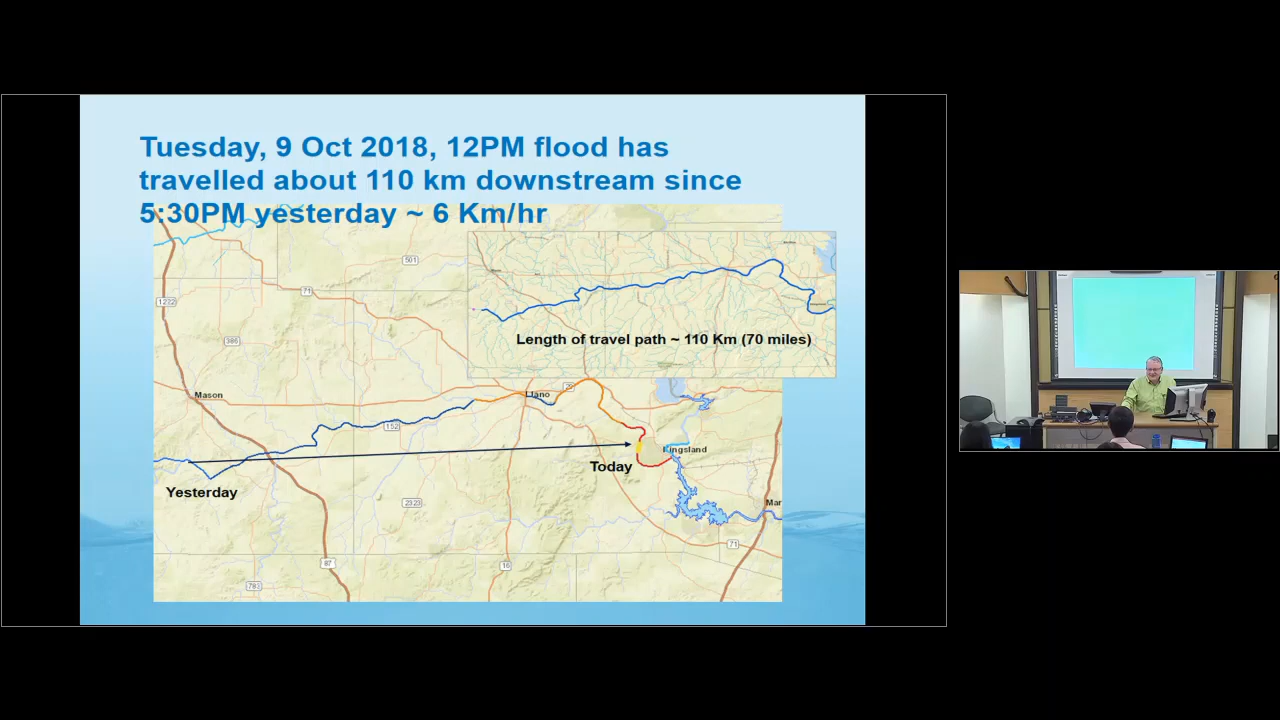 Tuesday, 9 Oct 2018, 12PM flood has
travelled about 110 km downstream since
5:30PM yesterday ~ 6 Km/hr
501
71
1222
Length of travel path ~ 110 Km (70 miles)
386
29
Mason
Llano
152
Kingsland
Today
Yesterday
2323
Mar
71
87
16
783